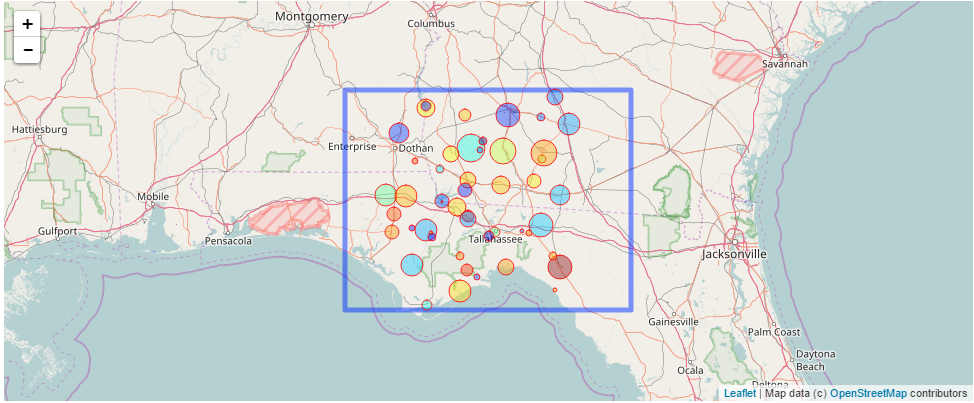 +
−
Montgomery
Columbus
Savannah
Hattiesburg
Enterprise
Dothan
Mobile
Gulfport
Pensacola
Tallahassee
Jacksonville
Gainesville
Palm Coast
Daytona
Beach
Ocala
Deltona
Leaflet | Map data (c) OpenStreetMap contributors